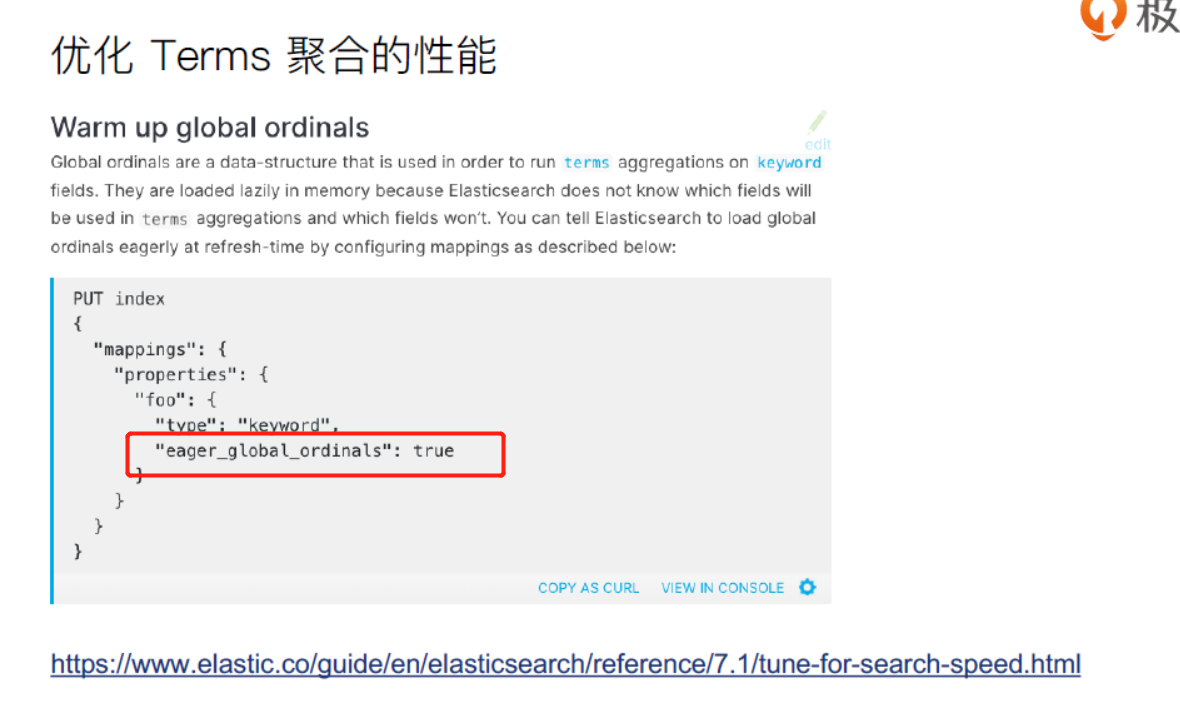 极
优化 Terms 聚合的性能
Warm up global ordinals
edit
Global ordinals are a data-structure that is used in order to run terms aggregations on keyword
fields. They are loaded lazily in memory because Elasticsearch does not know which fields will
be used in terms aggregations and which fields won't. You can tell Elasticsearch to load global
ordinals eagerly at refresh-time by configuring mappings as described below:
PUT index
{
  "mappings": {
    "properties": {
      "foo": {
        "type": "keyword",
        "eager_global_ordinals": true
      }
    }
  }
}
COPY AS CURL VIEW IN CONSOLE
https://www.elastic.co/guide/en/elasticsearch/reference/7.1/tune-for-search-speed.html